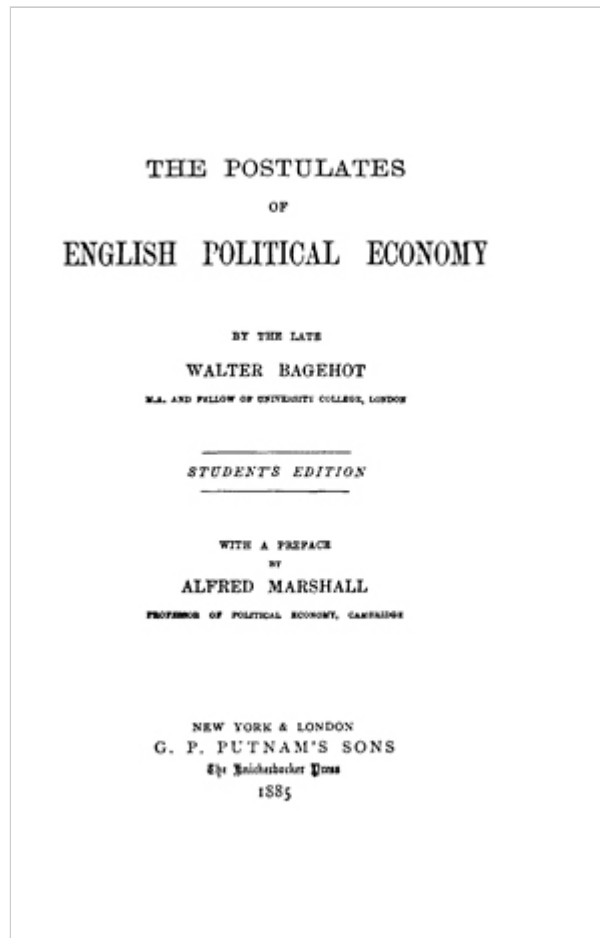 THE POSTULATES
OF
ENGLISH POLITICAL ECONOMY
BY THE LATE
WALTER BAGEHOT
M.A. AND FELLOW OF UNIVERSITY COLLEGE, LONDON
STUDENT'S EDITION
WITH A PREFACE
BY
ALFRED MARSHALL
PROFESSOR OF POLITICAL ECONOMY, CAMBRIDGE
NEW YORK & LONDON
G. P. PUTNAM'S SONS
The Knickerbocker Press
1885